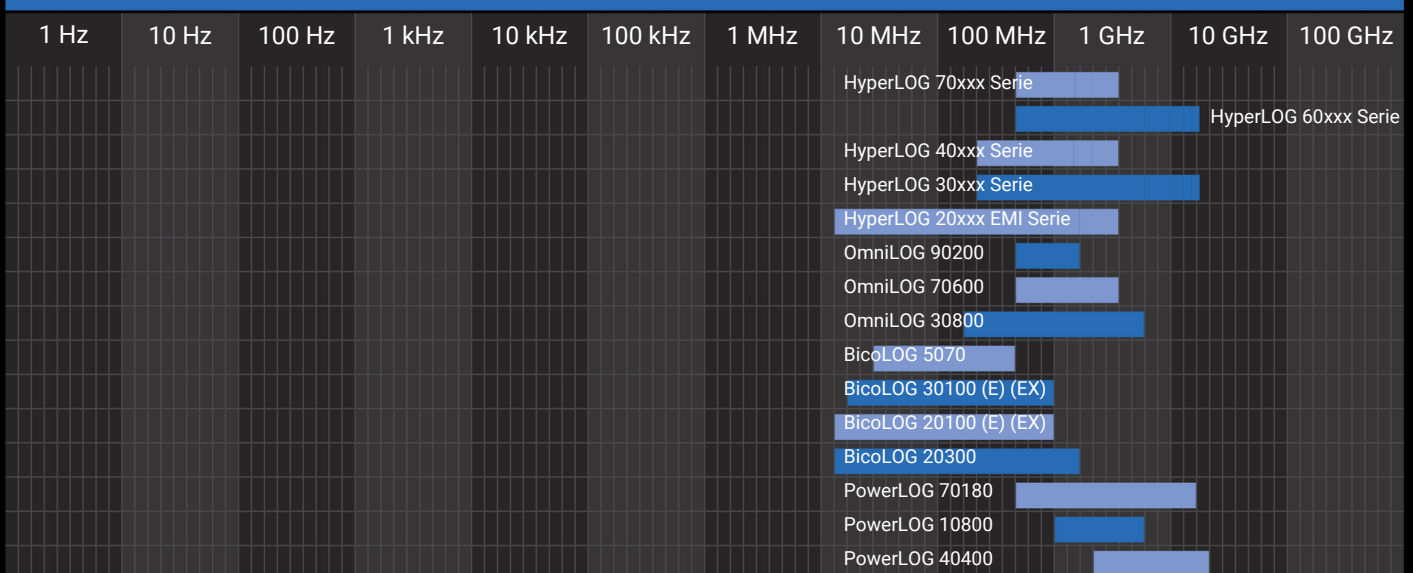 1 Hz 10 Hz 100 Hz 1 kHz 10 kHz 100 kHz 1 MHz 10 MHz 100 MHz 1 GHz 10 GHz 100 GHz
HyperLOG 70xxx Serie
HyperLOG 60xxx Serie
HyperLOG 40xxx Serie
HyperLOG 30xxx Serie
HyperLOG 20xxx EMI Serie
OmniLOG 90200
OmniLOG 70600
OmniLOG 30800
BicoLOG 5070
BicoLOG 30100 (E) (EX)
BicoLOG 20100 (E) (EX)
BicoLOG 20300
PowerLOG 70180
PowerLOG 10800
PowerLOG 40400